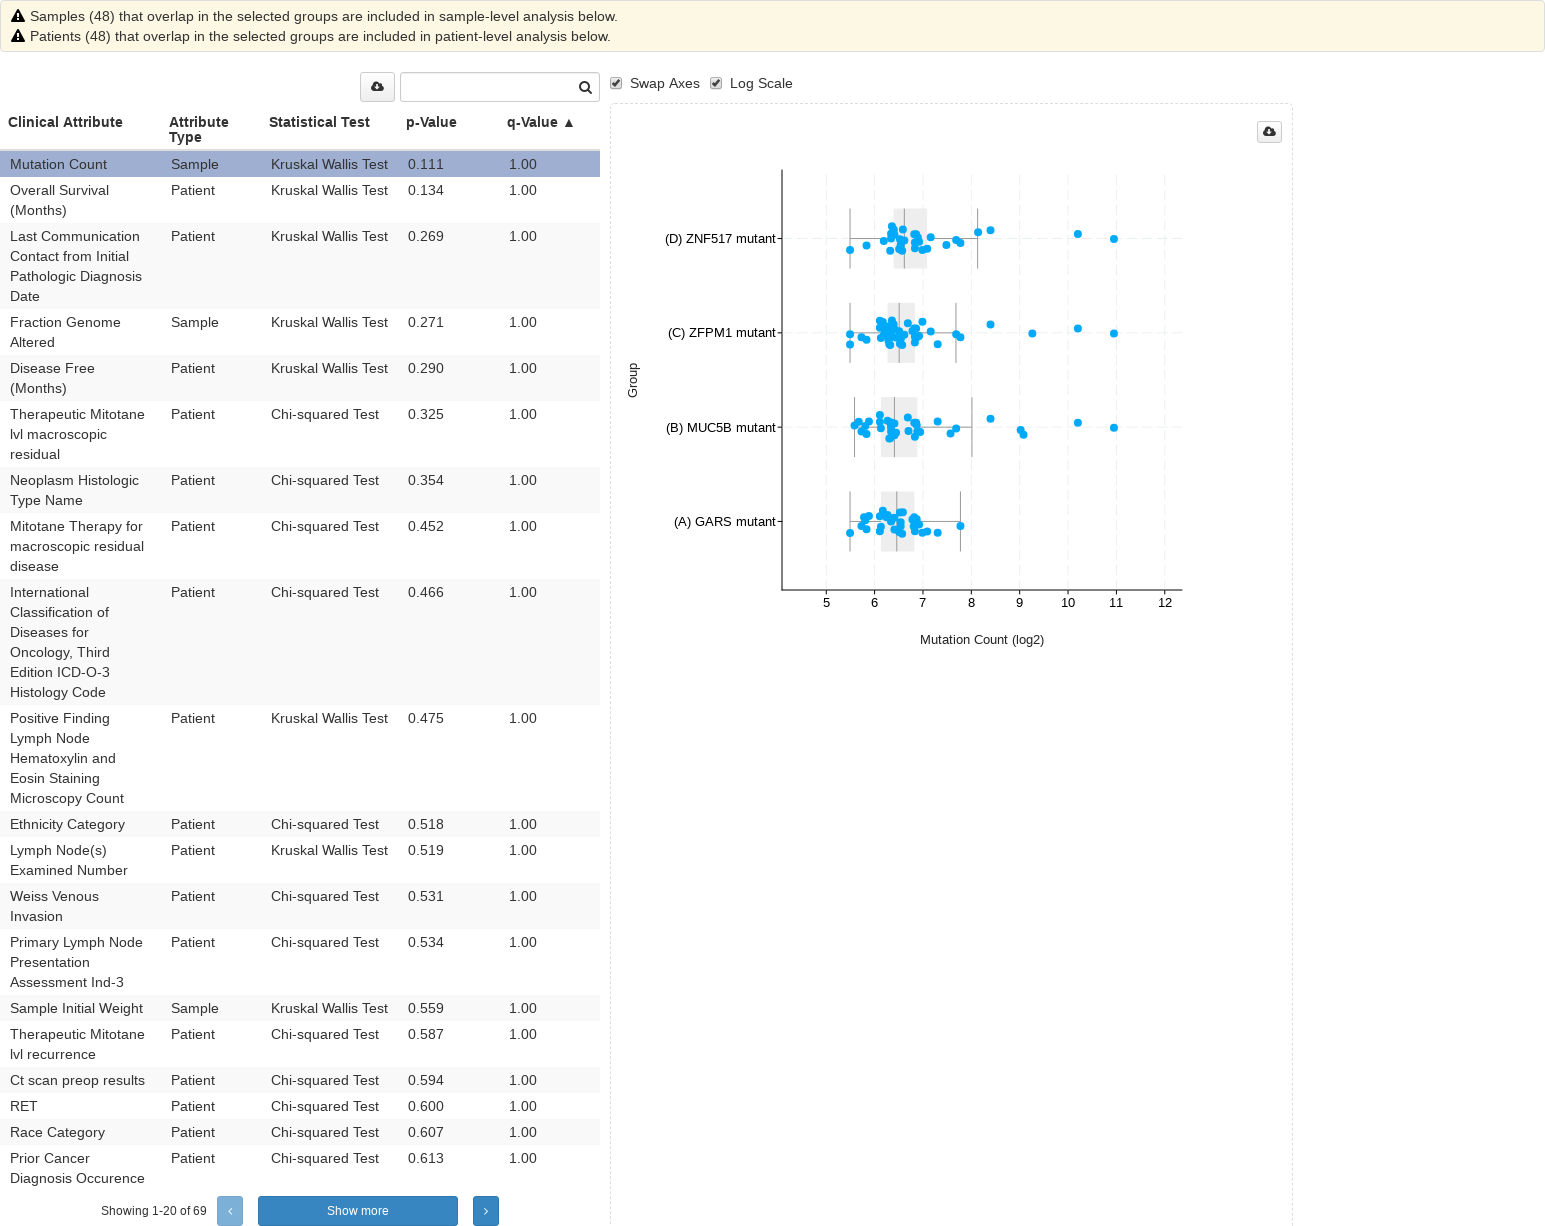 Samples (48) that overlap in the selected groups are included in sample-level analysis below.
Patients (48) that overlap in the selected groups are included in patient-level analysis below.
Swap Axes Log Scale
Clinical Attribute Attribute Type Statistical Test p-Value q-Value ▲
Mutation Count Sample Kruskal Wallis Test 0.111 1.00
Overall Survival Patient Kruskal Wallis Test 0.134 1.00
(Months)
Last Communication Patient Kruskal Wallis Test 0.269 1.00
Contact from Initial
Pathologic Diagnosis
Date
Fraction Genome Sample Kruskal Wallis Test 0.271 1.00
Altered
Disease Free Patient Kruskal Wallis Test 0.290 1.00
(Months)
Therapeutic Mitotane Patient Chi-squared Test 0.325 1.00
lvl macroscopic
residual
Neoplasm Histologic Patient Chi-squared Test 0.354 1.00
Type Name
Mitotane Therapy for Patient Chi-squared Test 0.452 1.00
macroscopic residual
disease
International Patient Chi-squared Test 0.466 1.00
Classification of
Diseases for
Oncology, Third
Edition ICD-O-3
Histology Code
Positive Finding Patient Kruskal Wallis Test 0.475 1.00
Lymph Node
Hematoxylin and
Eosin Staining
Microscopy Count
Ethnicity Category Patient Chi-squared Test 0.518 1.00
Lymph Node(s) Patient Kruskal Wallis Test 0.519 1.00
Examined Number
Weiss Venous Patient Chi-squared Test 0.531 1.00
Invasion
Primary Lymph Node Patient Chi-squared Test 0.534 1.00
Presentation
Assessment Ind-3
Sample Initial Weight Sample Kruskal Wallis Test 0.559 1.00
Therapeutic Mitotane Patient Chi-squared Test 0.587 1.00
lvl recurrence
Ct scan preop results Patient Chi-squared Test 0.594 1.00
RET Patient Chi-squared Test 0.600 1.00
Race Category Patient Chi-squared Test 0.607 1.00
Prior Cancer Patient Chi-squared Test 0.613 1.00
Diagnosis Occurence
Showing 1-20 of 69 ‹ Show more ›
Group
(D) ZNF517 mutant
(C) ZFPM1 mutant
(B) MUC5B mutant
(A) GARS mutant
5 6 7 8 9 10 11 12
Mutation Count (log2)